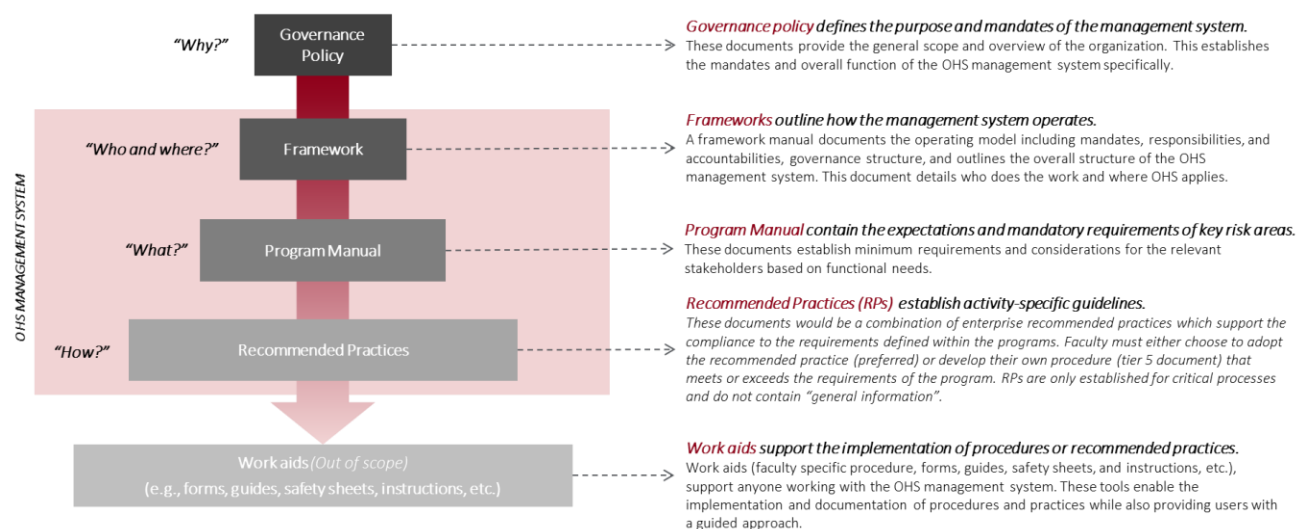 "Why?"
Governance
Policy
Governance policy defines the purpose and mandates of the management system.
These documents provide the general scope and overview of the organization. This establishes
the mandates and overall function of the OHS management system specifically.
OHS MANAGEMENT SYSTEM
"Who and where?"
Framework
Frameworks outline how the management system operates.
A framework manual documents the operating model including mandates, responsibilities, and
accountabilities, governance structure, and outlines the overall structure of the OHS
management system. This document details who does the work and where OHS applies.
"What?"
Program Manual
Program Manual contain the expectations and mandatory requirements of key risk areas.
These documents establish minimum requirements and considerations for the relevant
stakeholders based on functional needs.
"How?"
Recommended Practices
Recommended Practices (RPs) establish activity-specific guidelines.
These documents would be a combination of enterprise recommended practices which support the
compliance to the requirements defined within the programs. Faculty must either choose to adopt
the recommended practice (preferred) or develop their own procedure (tier 5 document) that
meets or exceeds the requirements of the program. RPs are only established for critical processes
and do not contain "general information".
Work aids (Out of scope)
(e.g., forms, guides, safety sheets, instructions, etc.)
Work aids support the implementation of procedures or recommended practices.
Work aids (faculty specific procedure, forms, guides, safety sheets, and instructions, etc.),
support anyone working with the OHS management system. These tools enable the
implementation and documentation of procedures and practices while also providing users with
a guided approach.